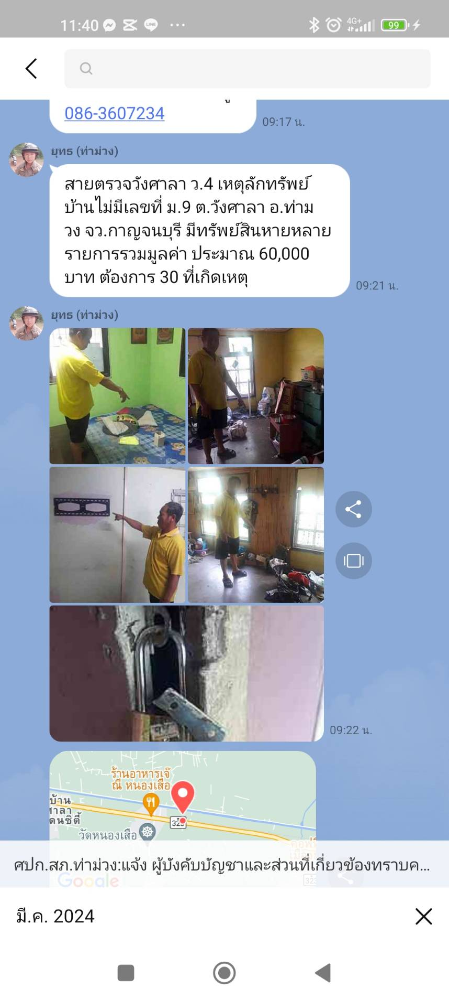 11:40
LINE
4G+
99
086-3607234
09:17 น.
ยุทธ (ท่าม่วง)
สายตรวจวังศาลา ว.4 เหตุลักทรัพย์
บ้านไม่มีเลขที่ ม.9 ต.วังศาลา อ.ท่าม
วง จว.กาญจนบุรี มีทรัพย์สินหายหลาย
รายการรวมมูลค่า ประมาณ 60,000
บาท ต้องการ 30 ที่เกิดเหตุ
09:21 น.
ยุทธ (ท่าม่วง)
09:22 น.
ร้านอาหารเจ๊
ณี หนองเสือ
บ้าน
าลา
ดนซิตี้
323
วัดหนองเสือ
ศปก.สภ.ท่าม่วง:แจ้ง ผู้บังคับบัญชาและส่วนที่เกี่ยวข้องทราบค...
Google
323
มี.ค. 2024